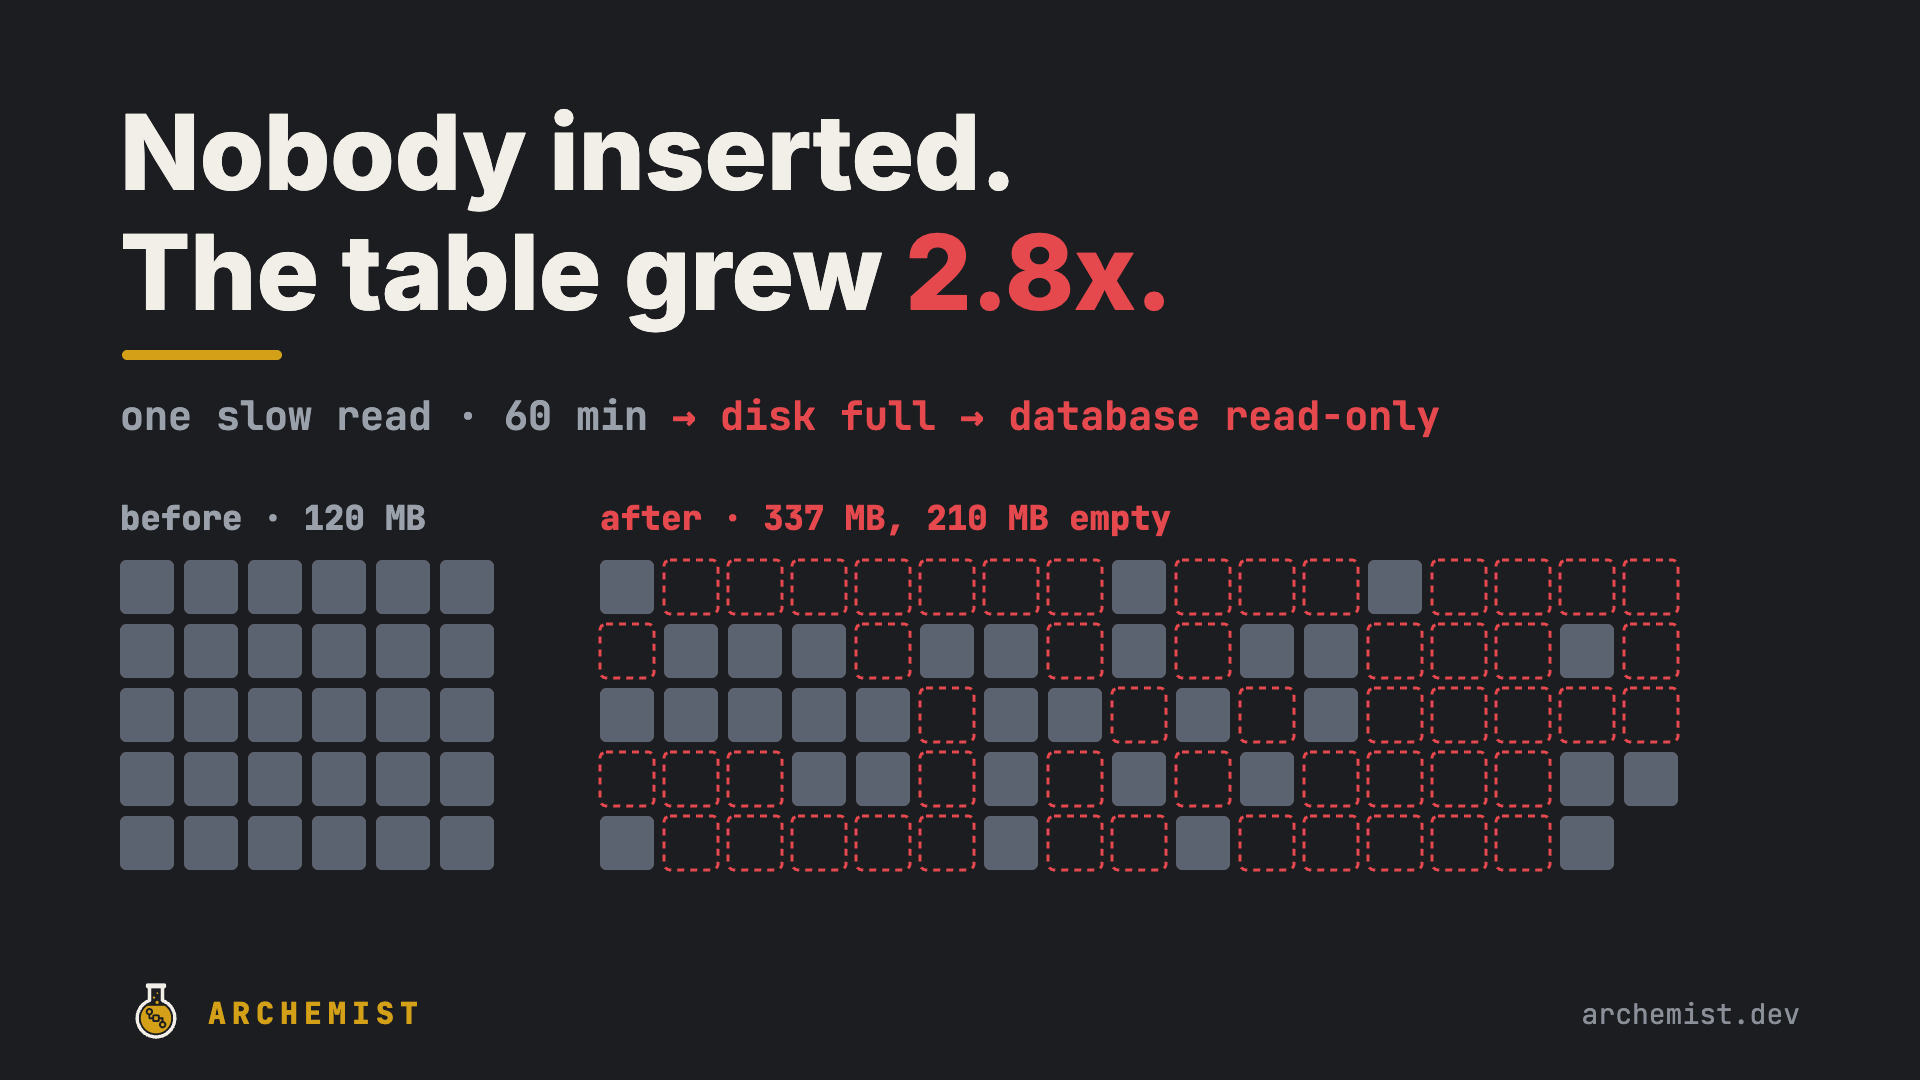 Nobody inserted.
The table grew 2.8x.
one slow read · 60 min → disk full → database read-only
before · 120 MB
after · 337 MB, 210 MB empty
ARCHEMIST
archemist.dev